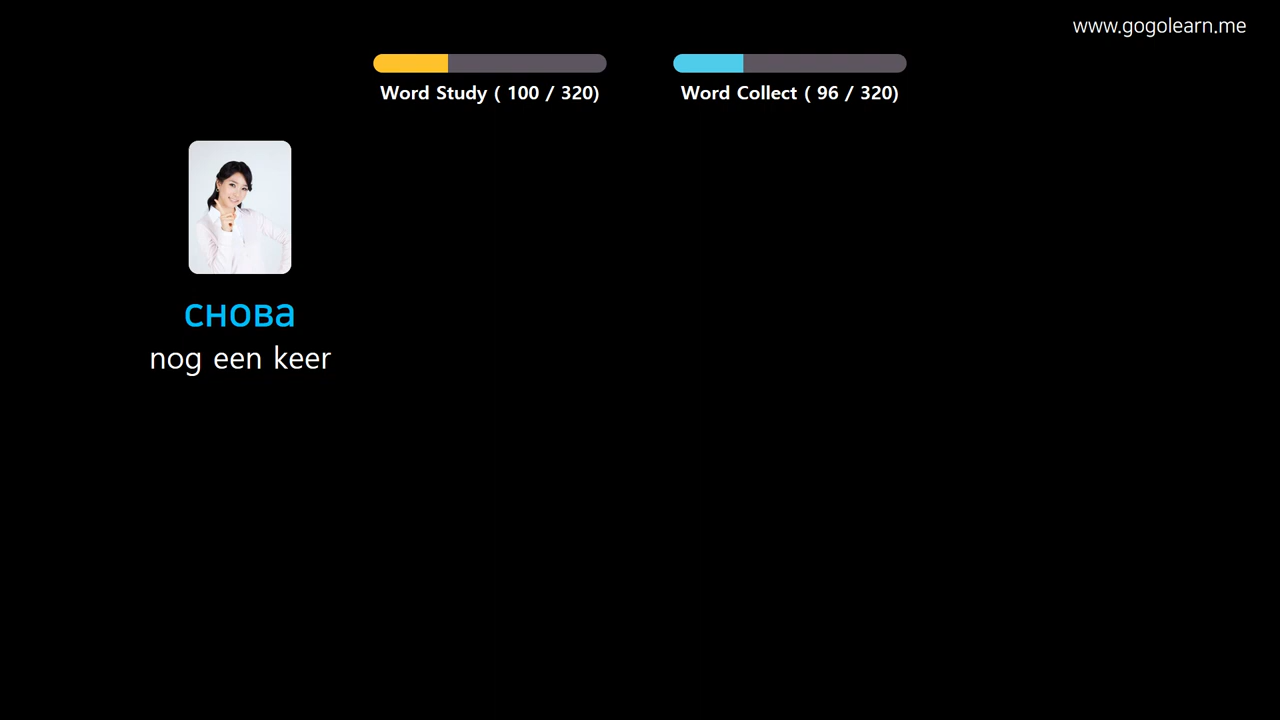 www.gogolearn.me
Word Study ( 100 / 320)
Word Collect ( 96 / 320)
снова
nog een keer